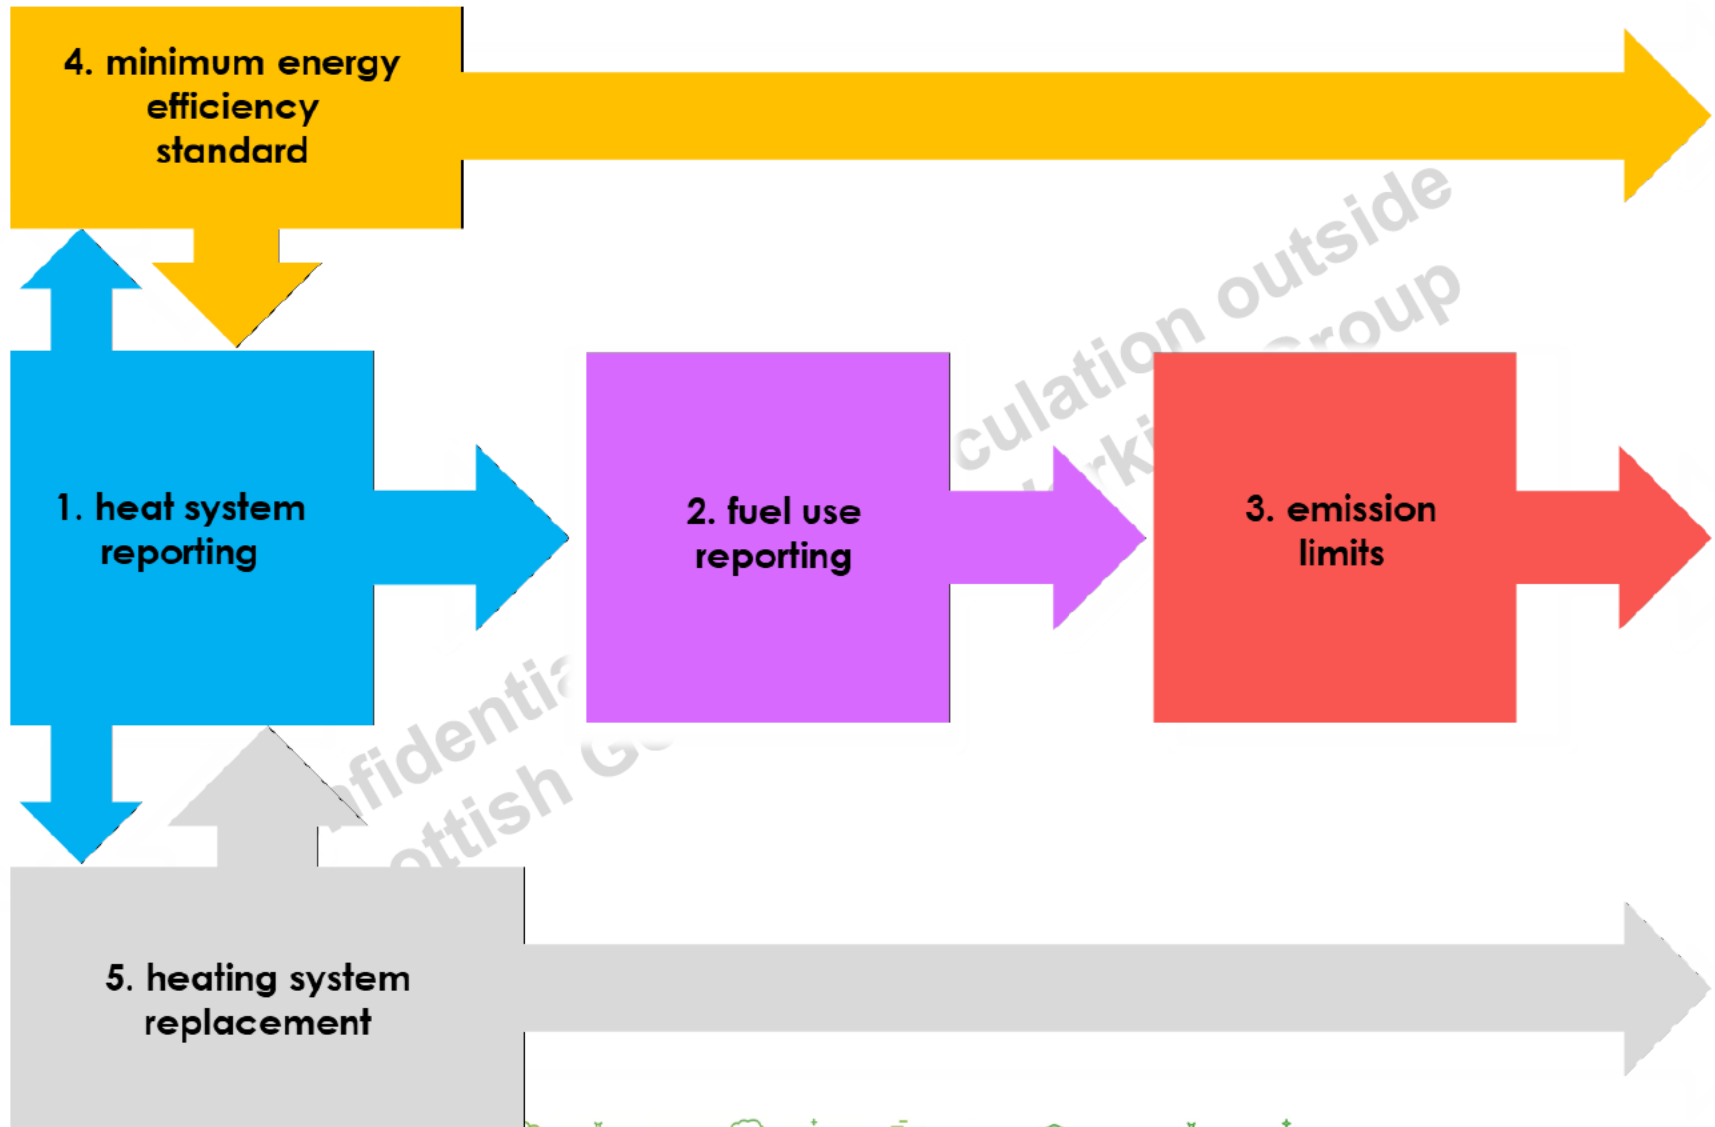 4. minimum energy
efficiency
standard
outside
1. heat system
reporting
2. fuel use
reporting
3. emission
limits
5. heating system
replacement